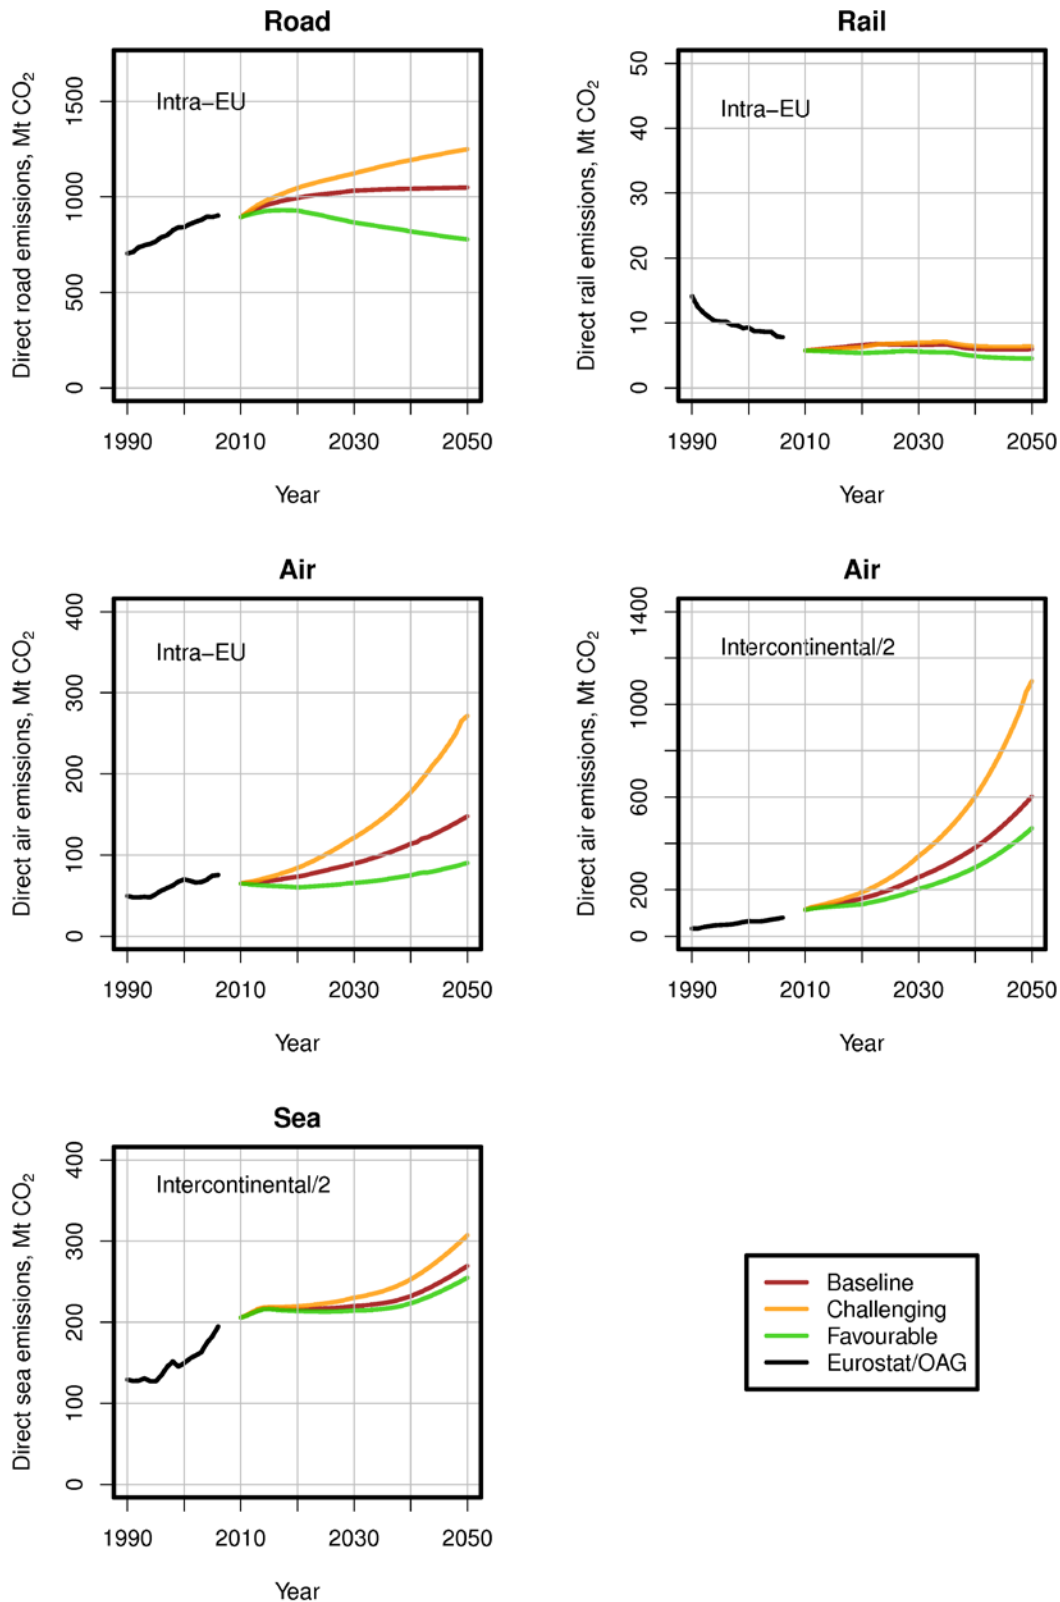 Road
Direct road emissions, Mt CO₂
Intra−EU
1500
1000
500
0
1990 2010 2030 2050
Year
Rail
Direct rail emissions, Mt CO₂
Intra−EU
50
40
30
20
10
0
1990 2010 2030 2050
Year
Air
Direct air emissions, Mt CO₂
Intra−EU
400
300
200
100
0
1990 2010 2030 2050
Year
Air
Direct air emissions, Mt CO₂
Intercontinental/2
1400
1000
600
200
0
1990 2010 2030 2050
Year
Sea
Direct sea emissions, Mt CO₂
Intercontinental/2
400
300
200
100
0
1990 2010 2030 2050
Year
Baseline
Challenging
Favourable
Eurostat/OAG